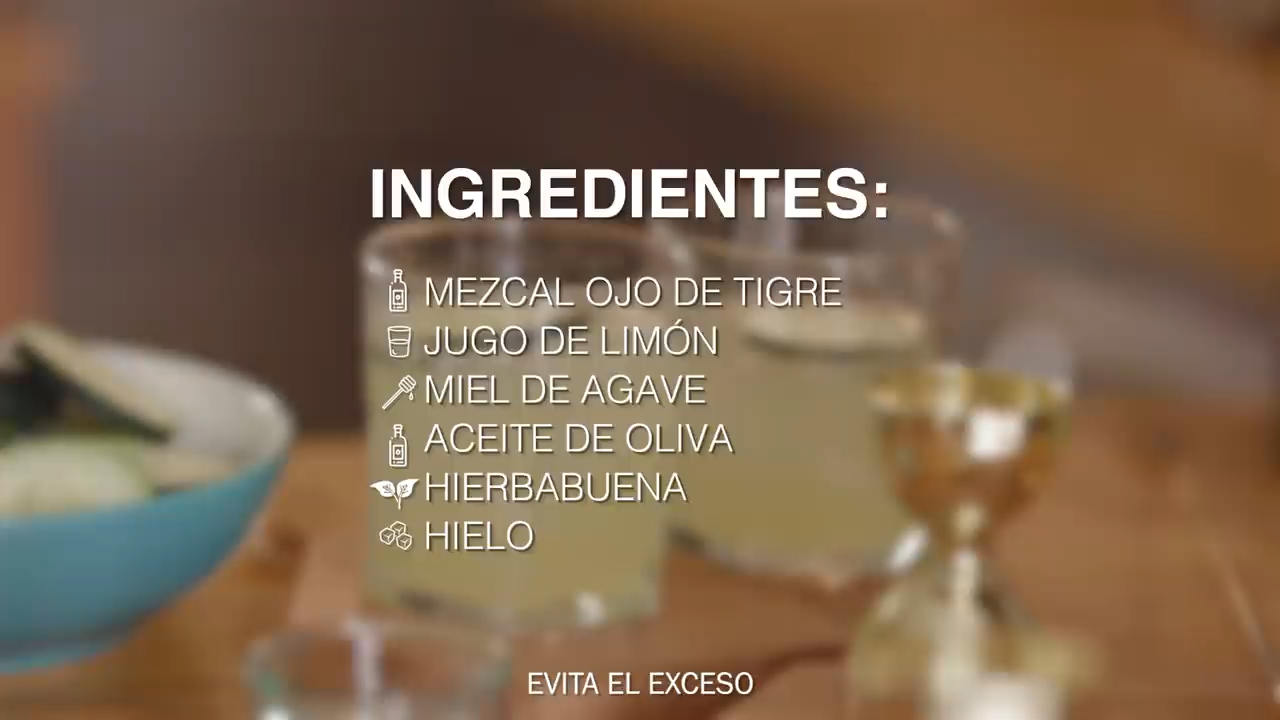 INGREDIENTES:
MEZCAL OJO DE TIGRE
JUGO DE LIMÓN
MIEL DE AGAVE
ACEITE DE OLIVA
HIERBABUENA
HIELO
EVITA EL EXCESO